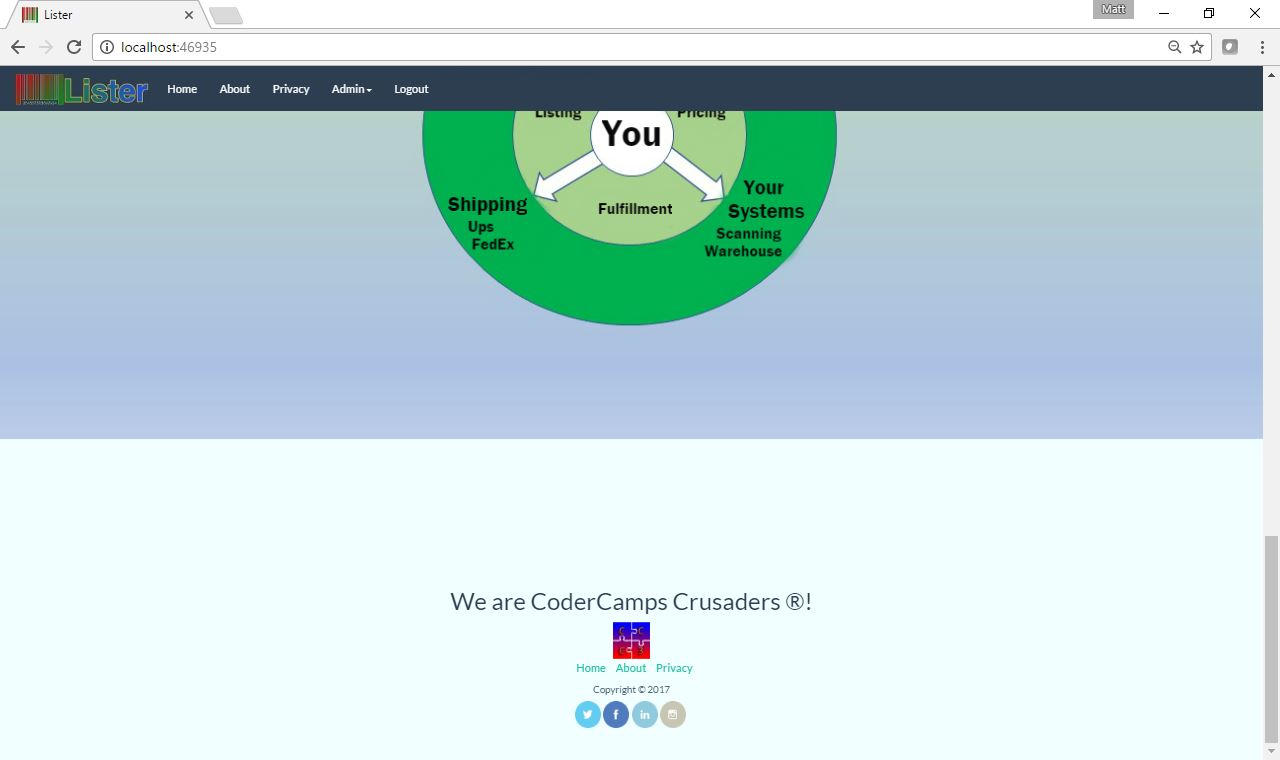 Lister
Matt
localhost:46935
Lister
Home About Privacy Admin Logout
Listing Pricing
You
Shipping
Ups
FedEx
Fulfillment
Your
Systems
Scanning
Warehouse
We are CoderCamps Crusaders ®!
Home About Privacy
Copyright © 2017